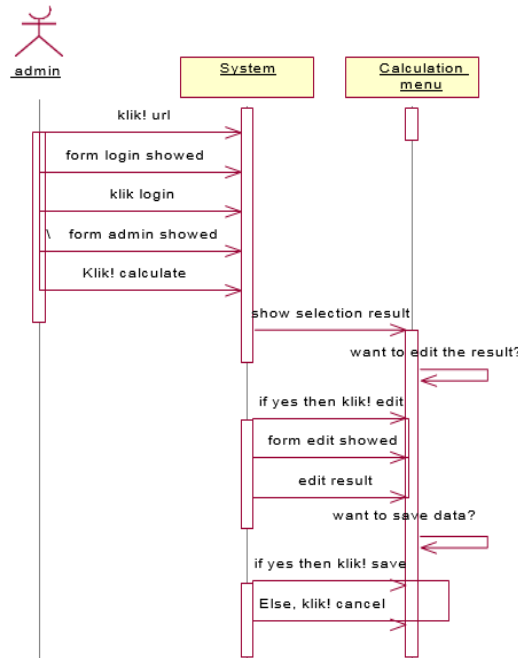 admin
System
Calculation
menu
klik! url
form login showed
klik login
\ form admin showed
Klik! calculate
show selection result
want to edit the result?
if yes then klik! edit
form edit showed
edit result
want to save data?
if yes then klik! save
Else, klik! cancel